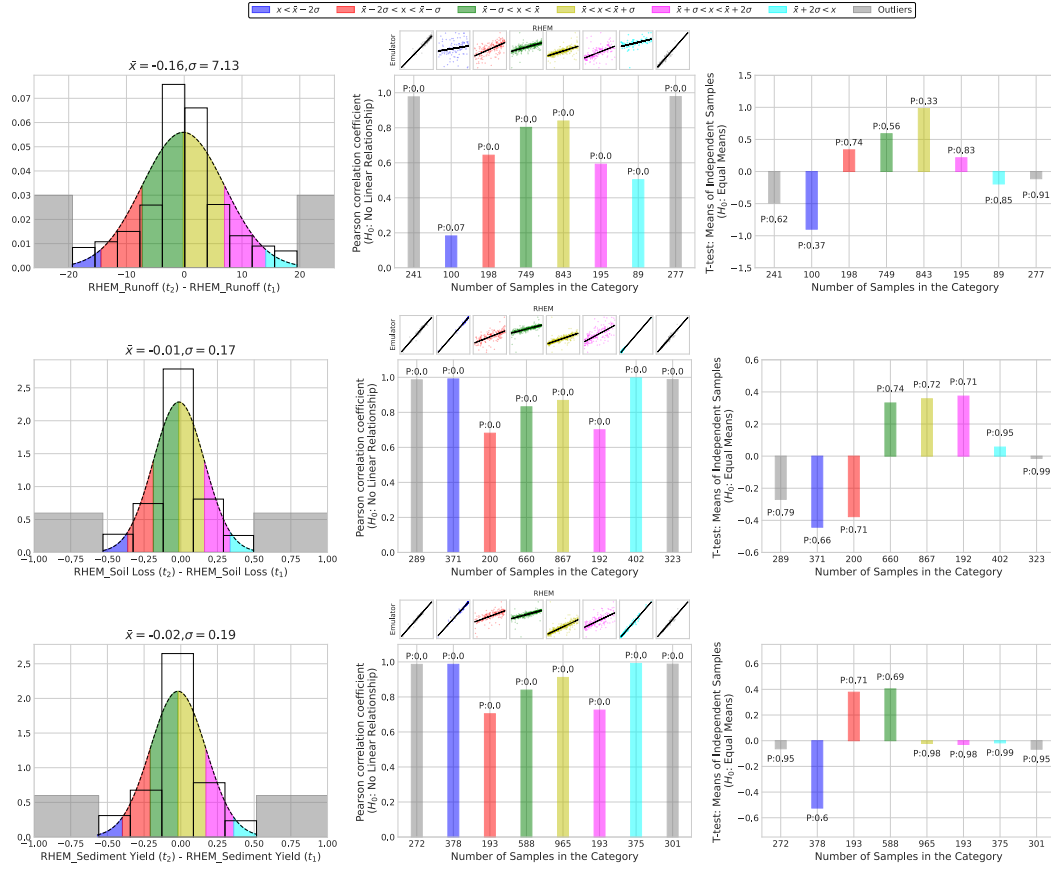 x < x̄ − 2σ x̄ − 2σ < x < x̄ − σ x̄ − σ < x < x̄ x̄ < x < x̄ + σ x̄ + σ < x < x̄ + 2σ x̄ + 2σ < x Outliers
x̄ = -0.16,σ = 7.13
0.07
0.06
0.05
0.04
0.03
0.02
0.01
0.00
−20 −10 0 10 20
RHEM_Runoff (t₂) - RHEM_Runoff (t₁)
RHEM
Emulator
Pearson correlation coefficient
(H₀: No Linear Relationship)
1.0
0.8
0.6
0.4
0.2
0.0
P:0.0 P:0.07 P:0.0 P:0.0 P:0.0 P:0.0 P:0.0 P:0.0
241 100 198 749 843 195 89 277
Number of Samples in the Category
T-test: Means of Independent Samples
(H₀: Equal Means)
1.5
1.0
0.5
0.0
−0.5
−1.0
−1.5
P:0.62 P:0.37 P:0.74 P:0.56 P:0.33 P:0.83 P:0.85 P:0.91
241 100 198 749 843 195 89 277
Number of Samples in the Category
x̄ = -0.01,σ = 0.17
2.5
2.0
1.5
1.0
0.5
0.0
−1.00 −0.75 −0.50 −0.25 0.00 0.25 0.50 0.75 1.00
RHEM_Soil Loss (t₂) - RHEM_Soil Loss (t₁)
RHEM
Emulator
Pearson correlation coefficient
(H₀: No Linear Relationship)
1.0
0.8
0.6
0.4
0.2
0.0
P:0.0 P:0.0 P:0.0 P:0.0 P:0.0 P:0.0 P:0.0 P:0.0
289 371 200 660 867 192 402 323
Number of Samples in the Category
T-test: Means of Independent Samples
(H₀: Equal Means)
0.6
0.4
0.2
0.0
−0.2
−0.4
−0.6
P:0.79 P:0.66 P:0.71 P:0.74 P:0.72 P:0.71 P:0.95 P:0.99
289 371 200 660 867 192 402 323
Number of Samples in the Category
x̄ = -0.02,σ = 0.19
2.5
2.0
1.5
1.0
0.5
0.0
−1.00 −0.75 −0.50 −0.25 0.00 0.25 0.50 0.75 1.00
RHEM_Sediment Yield (t₂) - RHEM_Sediment Yield (t₁)
RHEM
Emulator
Pearson correlation coefficient
(H₀: No Linear Relationship)
1.0
0.8
0.6
0.4
0.2
0.0
P:0.0 P:0.0 P:0.0 P:0.0 P:0.0 P:0.0 P:0.0 P:0.0
272 378 193 588 965 193 375 301
Number of Samples in the Category
T-test: Means of Independent Samples
(H₀: Equal Means)
0.6
0.4
0.2
0.0
−0.2
−0.4
−0.6
P:0.95 P:0.6 P:0.71 P:0.69 P:0.98 P:0.98 P:0.99 P:0.95
272 378 193 588 965 193 375 301
Number of Samples in the Category